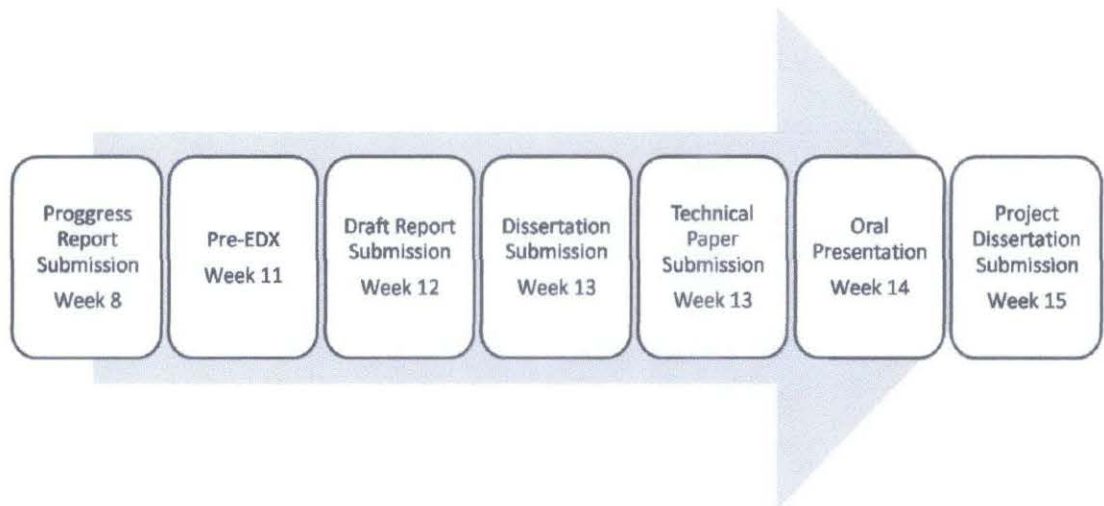 Proggress
Report
Submission
Week 8
Pre-EDX
Week 11
Draft Report
Submission
Week 12
Dissertation
Submission
Week 13
Technical
Paper
Submission
Week 13
Oral
Presentation
Week 14
Project
Dissertation
Submission
Week 15